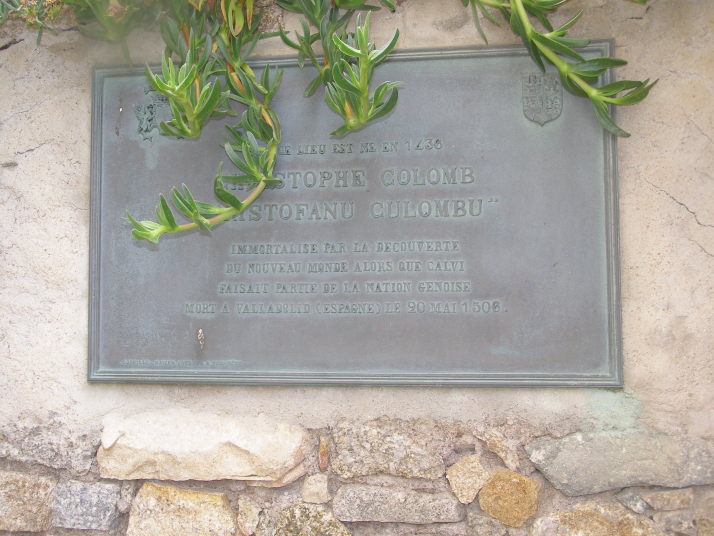 LIEU EST NE EN 1436
STOPHE COLOMB
ISTOFANU CULOMBU"
IMMORTALISE PAR LA DECOUVERTE
DU NOUVEAU MONDE ALORS QUE CALVI
FAISAIT PARTIE DE LA NATION GENOISE
MORT A VALLADOLID (ESPAGNE) LE 20 MAI 1506.